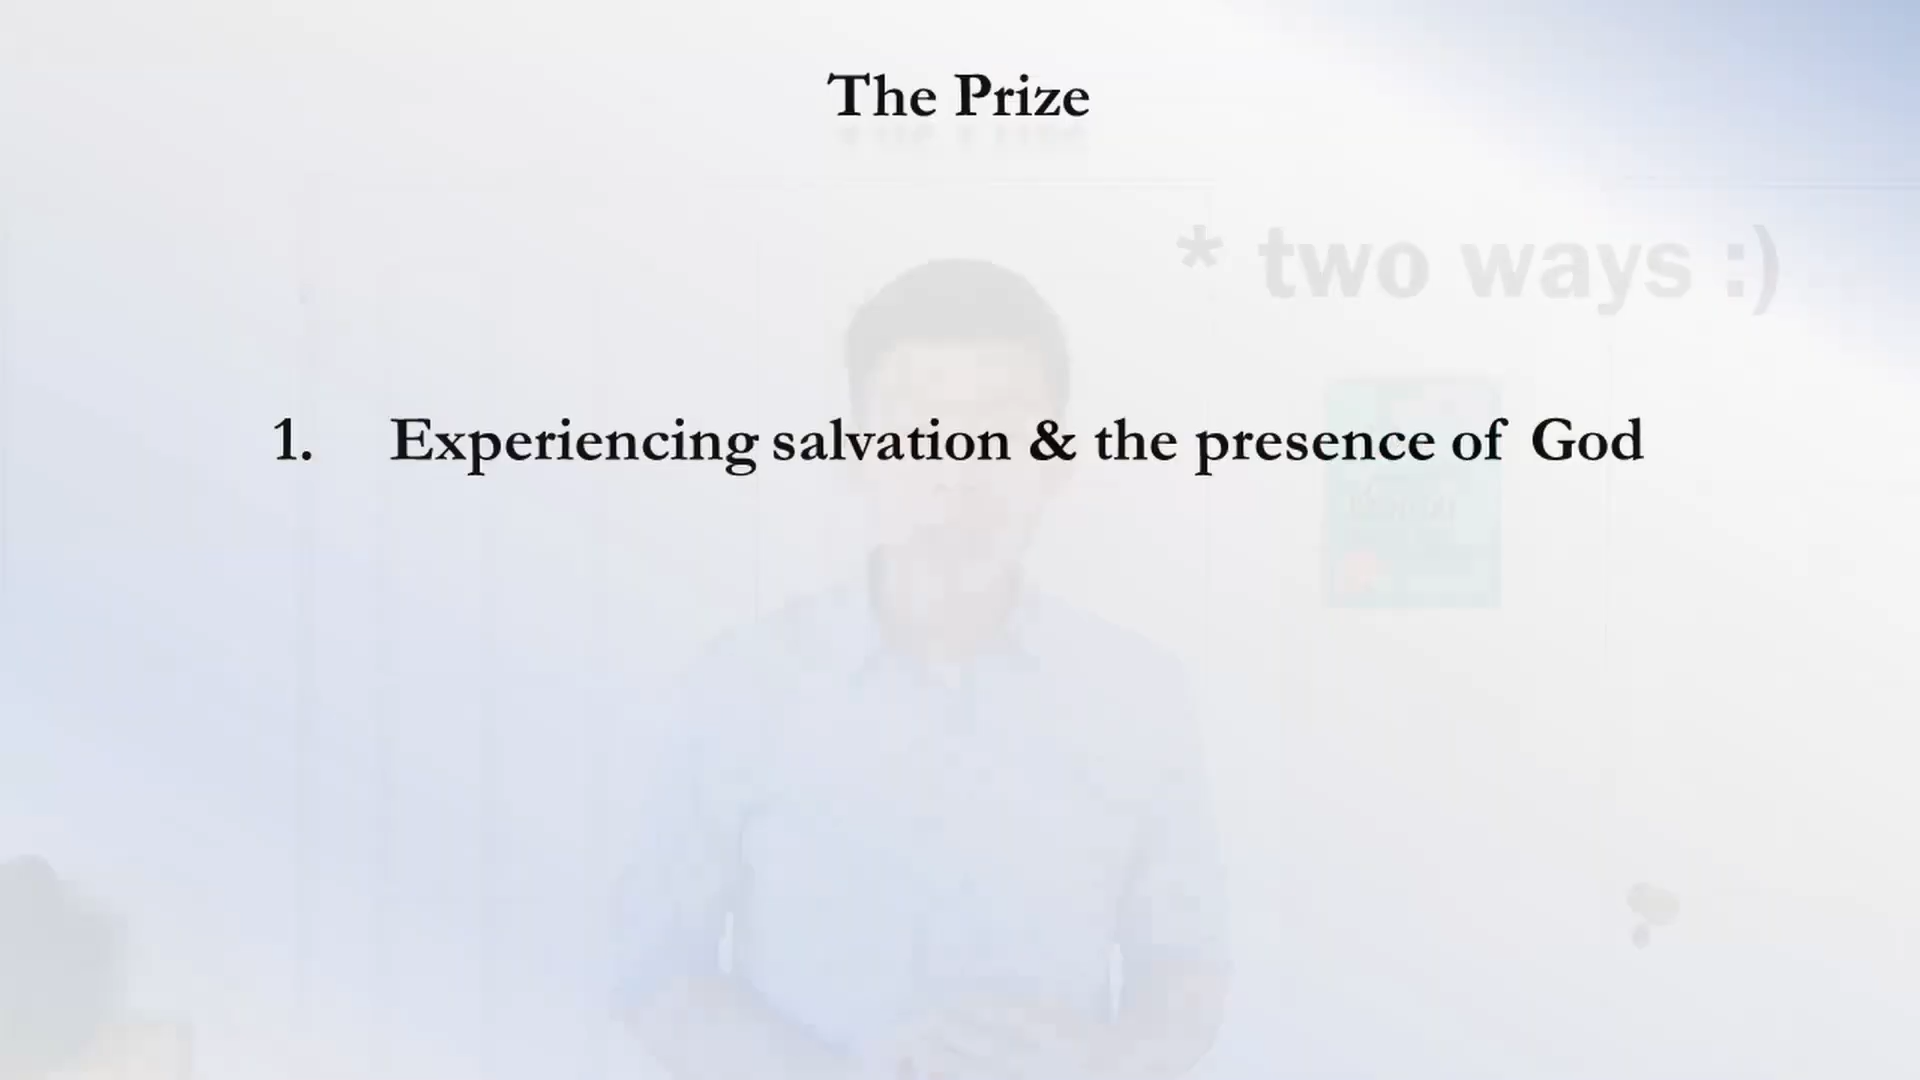 The Prize
* two ways :)
1. Experiencing salvation & the presence of God